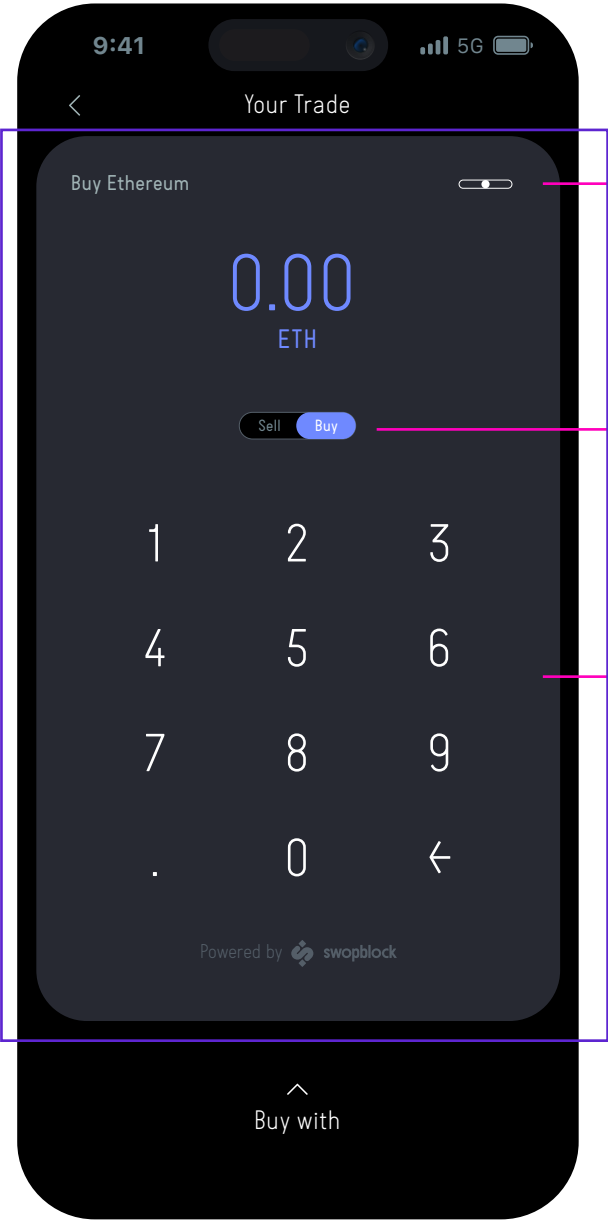 9:41 5G
Your Trade
Buy Ethereum
0.00
ETH
Sell Buy
1 2 3
4 5 6
7 8 9
. 0
Powered by swopblock
Buy with